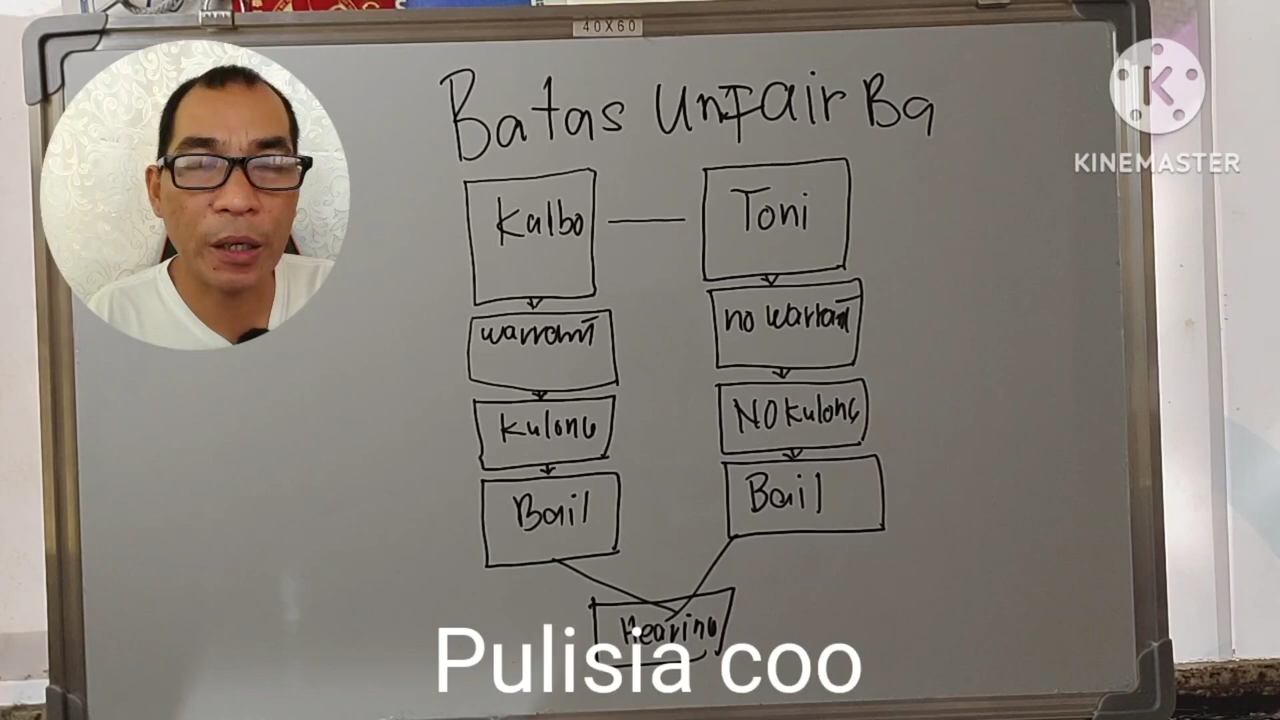 40X60
Batas UnFair Ba
KINEMASTER
Kalbo
Toni
warrant
no warrant
Kulong
NO Kulong
Bail
Bail
Hearing
Pulisia coo